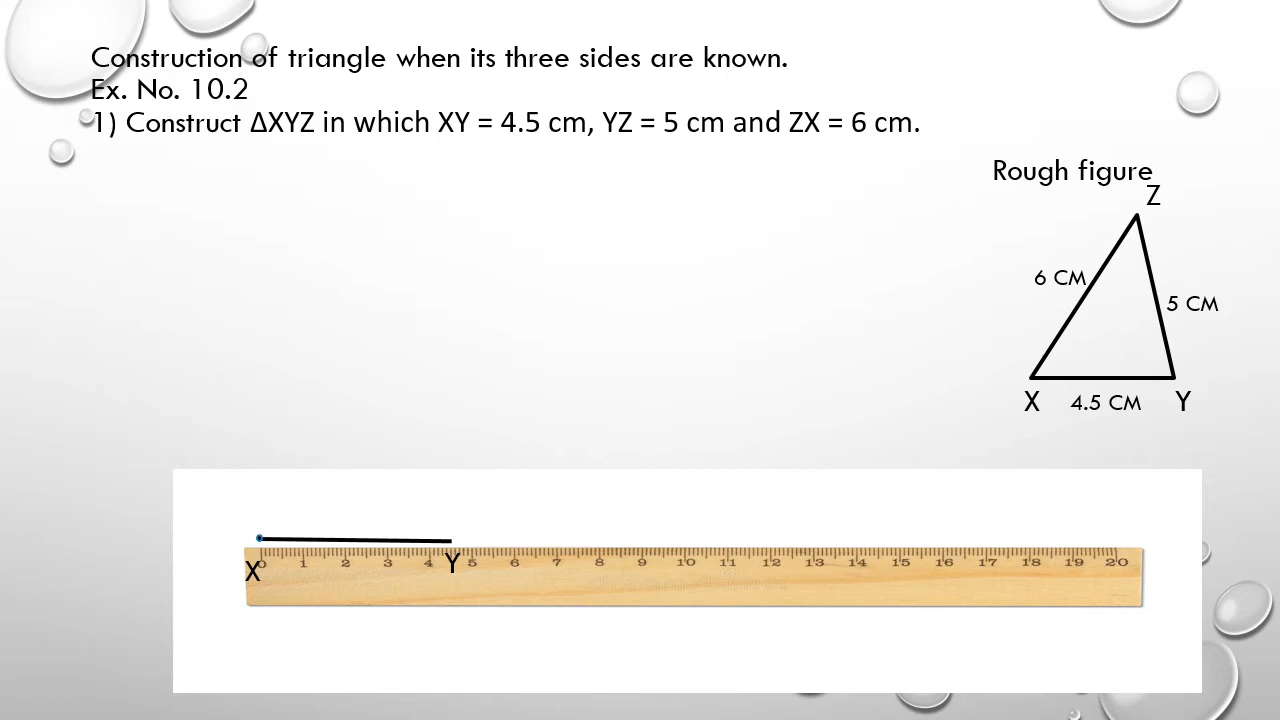 Construction of triangle when its three sides are known.
Ex. No. 10.2
1) Construct ΔXYZ in which XY = 4.5 cm, YZ = 5 cm and ZX = 6 cm.
Rough figure
Z
6 CM
5 CM
X 4.5 CM Y
X 0 1 2 3 4 Y 5 6 7 8 9 10 11 12 13 14 15 16 17 18 19 20